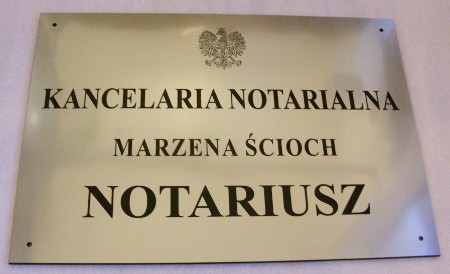 KANCELARIA NOTARIALNA
MARZENA ŚCIOCH
NOTARIUSZ